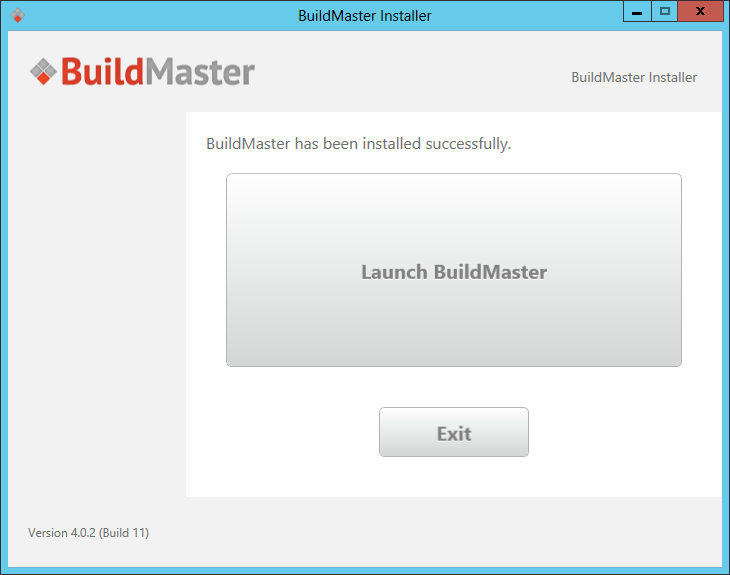 BuildMaster Installer
BuildMaster
BuildMaster Installer
BuildMaster has been installed successfully.
Launch BuildMaster
Exit
Version 4.0.2 (Build 11)